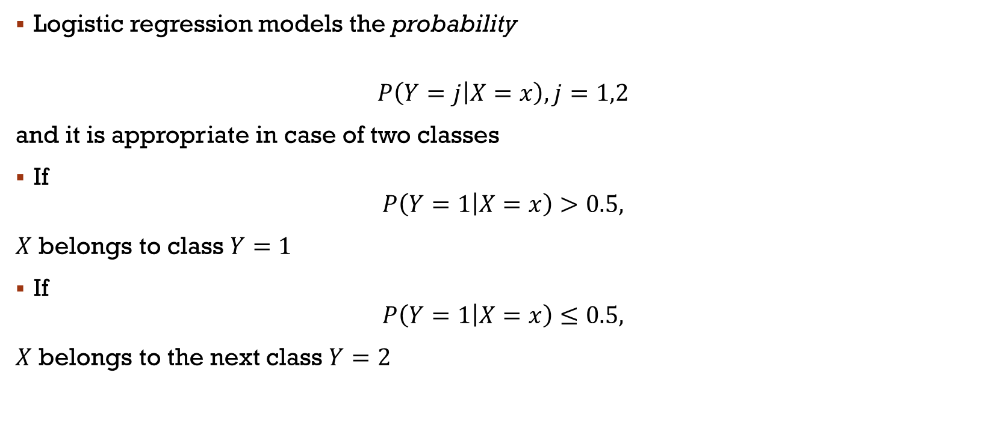 ▪ Logistic regression models the probability
P(Y = j|X = x), j = 1,2
and it is appropriate in case of two classes
▪ If
P(Y = 1|X = x) > 0.5,
X belongs to class Y = 1
▪ If
P(Y = 1|X = x) ≤ 0.5,
X belongs to the next class Y = 2